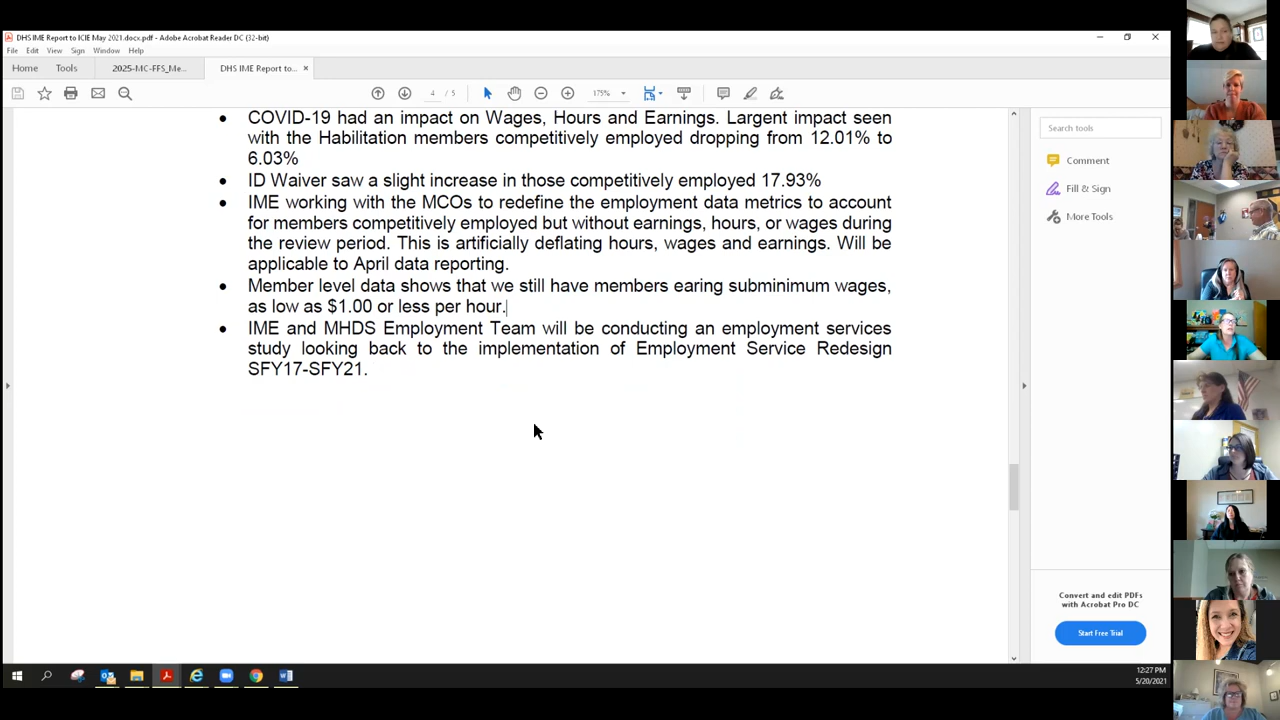 DHS IME Report to ICIE May 2021.docx.pdf - Adobe Acrobat Reader DC (32-bit)
File Edit View Sign Window Help
Home Tools 2025-MC-FFS_Me... DHS IME Report to... ×
4 / 5 175%
Search tools
Comment
Fill & Sign
More Tools
• COVID-19 had an impact on Wages, Hours and Earnings. Largent impact seen
with the Habilitation members competitively employed dropping from 12.01% to
6.03%
• ID Waiver saw a slight increase in those competitively employed 17.93%
• IME working with the MCOs to redefine the employment data metrics to account
for members competitively employed but without earnings, hours, or wages during
the review period. This is artificially deflating hours, wages and earnings. Will be
applicable to April data reporting.
• Member level data shows that we still have members earing subminimum wages,
as low as $1.00 or less per hour.
• IME and MHDS Employment Team will be conducting an employment services
study looking back to the implementation of Employment Service Redesign
SFY17-SFY21.
Convert and edit PDFs
with Acrobat Pro DC
Start Free Trial
12:27 PM
5/20/2021